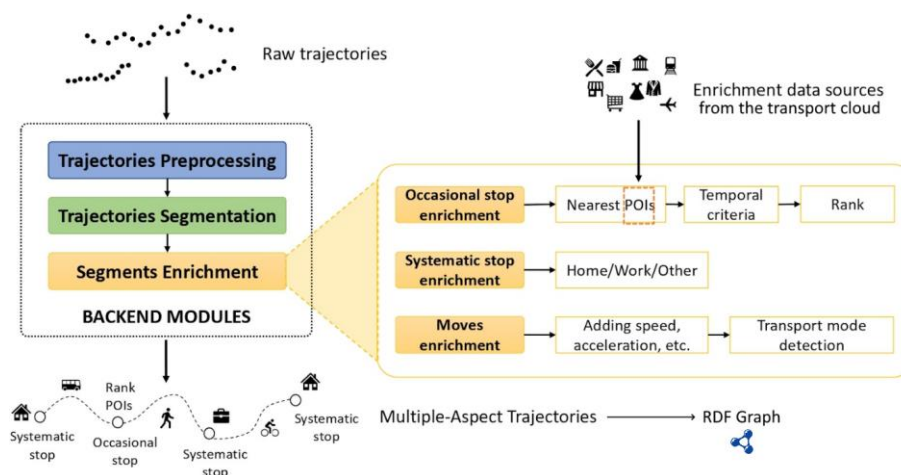 Raw trajectories
Enrichment data sources
from the transport cloud
Trajectories Preprocessing
Trajectories Segmentation
Segments Enrichment
BACKEND MODULES
Occasional stop
enrichment
Nearest POIs
Temporal
criteria
Rank
Systematic stop
enrichment
Home/Work/Other
Moves
enrichment
Adding speed,
acceleration, etc.
Transport mode
detection
Rank
POIs
Systematic
stop
Occasional
stop
Systematic
stop
Systematic
stop
Multiple-Aspect Trajectories
RDF Graph